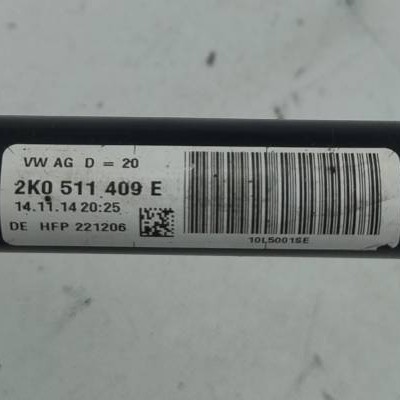 VW AG D = 20
2K0 511 409 E
14.11.14 20:25
DE HFP 221206
10L5001SE